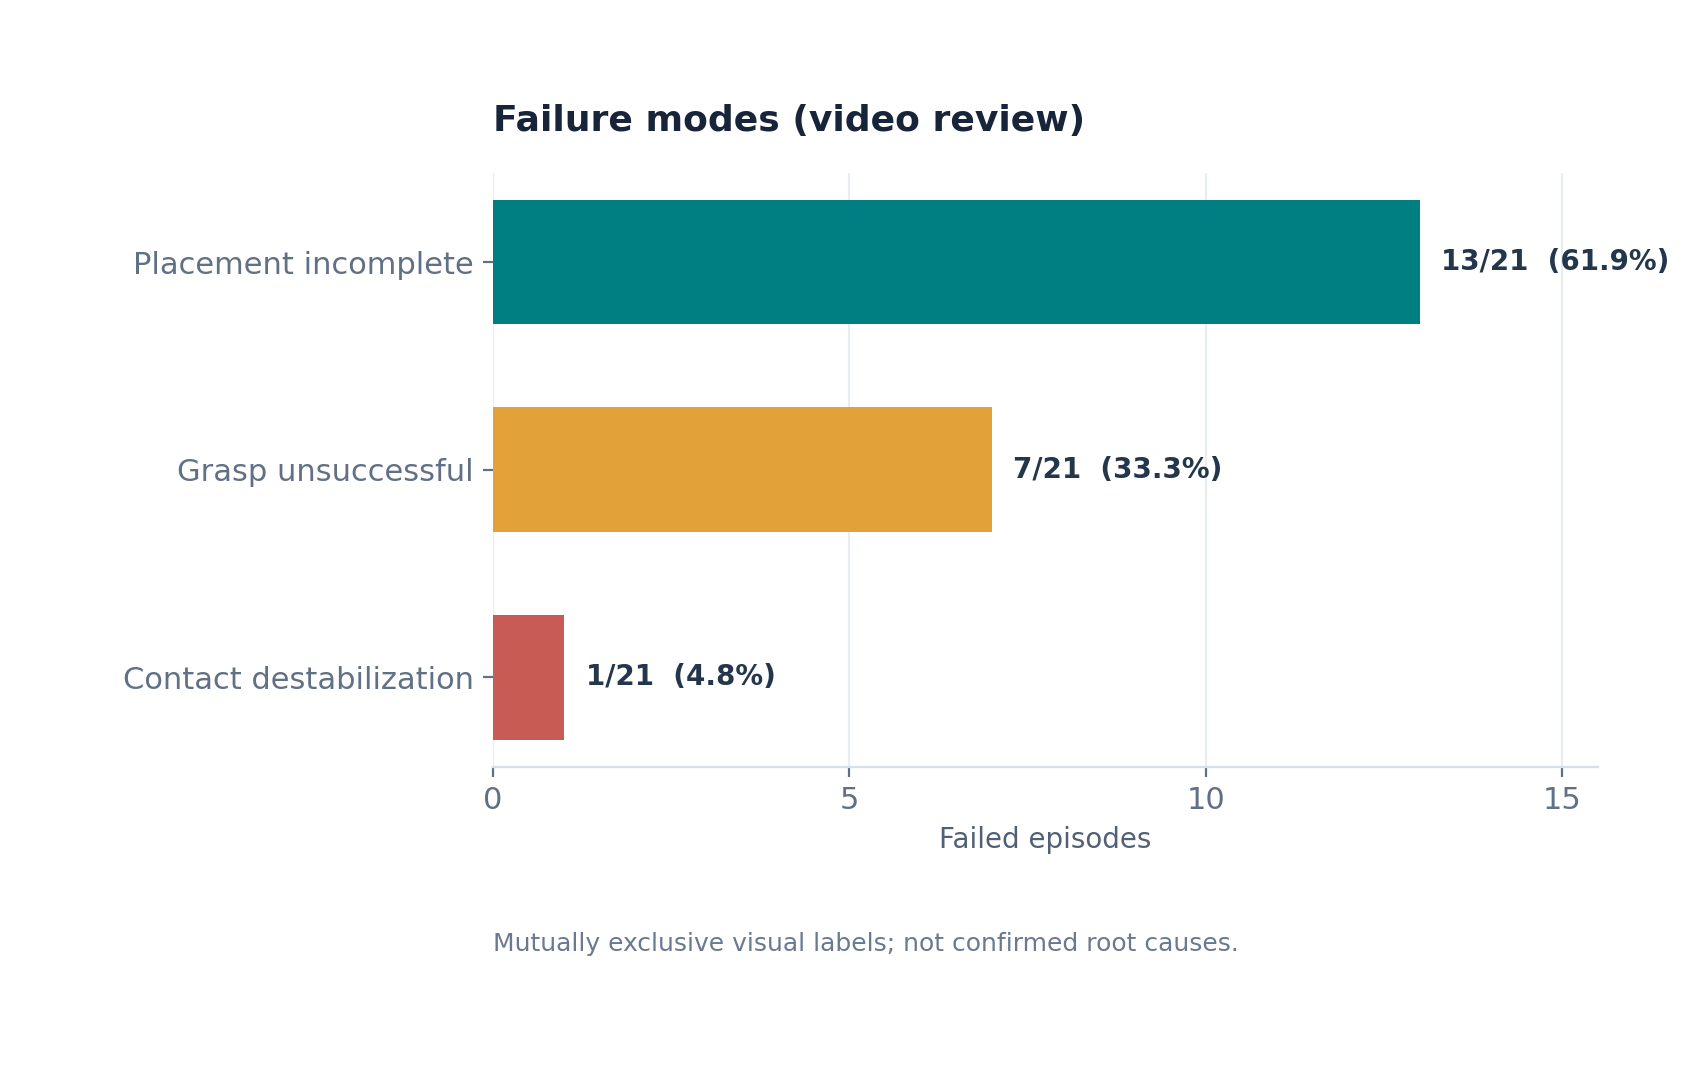 Failure modes (video review)
Placement incomplete
13/21 (61.9%)
Grasp unsuccessful
7/21 (33.3%)
Contact destabilization
1/21 (4.8%)
0 5 10 15
Failed episodes
Mutually exclusive visual labels; not confirmed root causes.